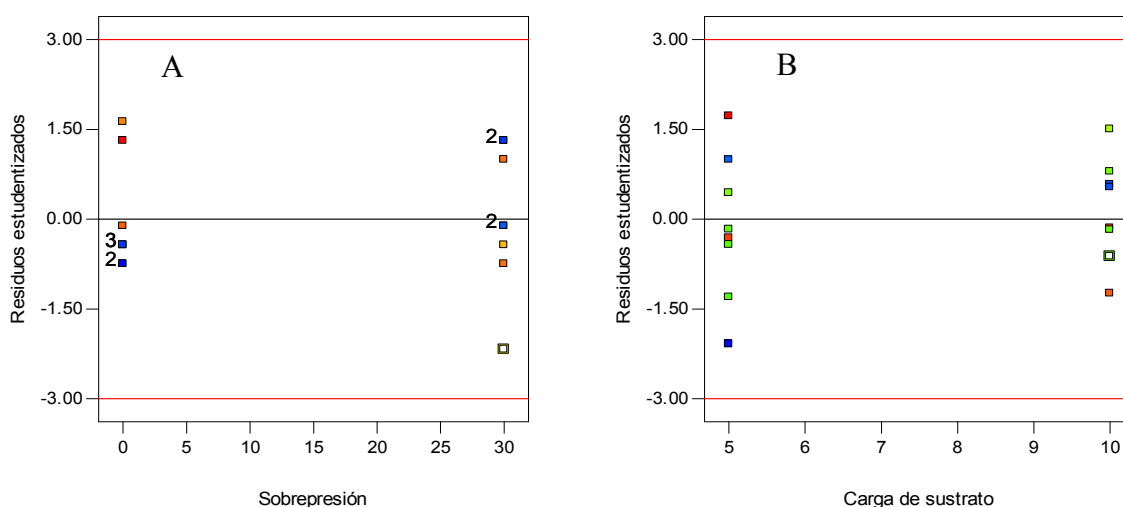 A
Residuos estudentizados
3.00
1.50
0.00
-1.50
-3.00
2
2
3
2
0 5 10 15 20 25 30
Sobrepresión
B
Residuos estudentizados
3.00
1.50
0.00
-1.50
-3.00
5 6 7 8 9 10
Carga de sustrato